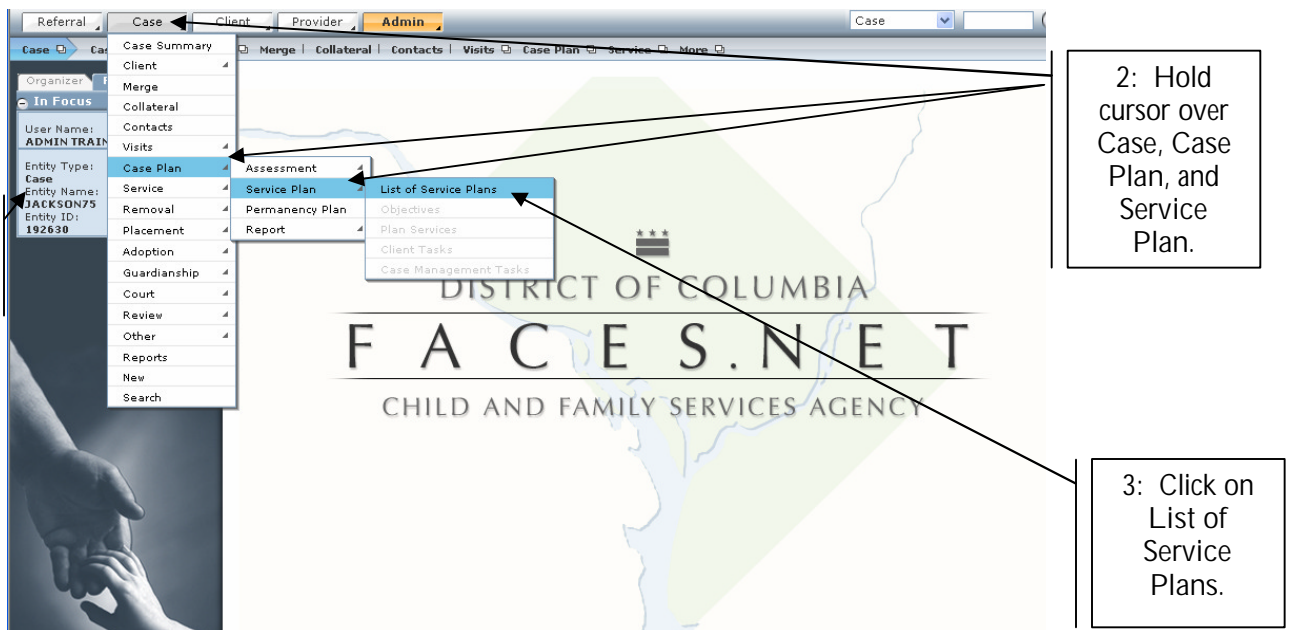 Referral Case Client Provider Admin Case
Case Merge | Collateral | Contacts | Visits Case Plan Service More
Organizer
In Focus
User Name:
ADMIN TRAIN
Entity Type:
Case
Entity Name:
JACKSON75
Entity ID:
192630
Case Summary
Client
Merge
Collateral
Contacts
Visits
Case Plan
Service
Removal
Placement
Adoption
Guardianship
Court
Review
Other
Reports
New
Search
Assessment
Service Plan
Permanency Plan
Report
List of Service Plans
Objectives
Plan Services
Client Tasks
Case Management Tasks
DISTRICT OF COLUMBIA
FACES.NET
CHILD AND FAMILY SERVICES AGENCY
2: Hold
cursor over
Case, Case
Plan, and
Service
Plan.
3: Click on
List of
Service
Plans.